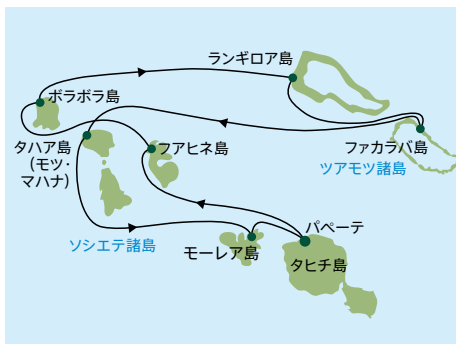 ランギロア島
ボラボラ島
タハア島
(モツ・
マハナ)
フアヒネ島
ファカラバ島
ツアモツ諸島
ソシエテ諸島
モーレア島
パペーテ
タヒチ島